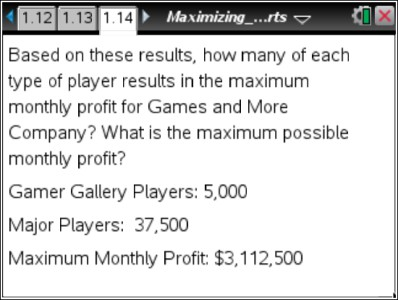 1.12 1.13 1.14 Maximizing_...rts
Based on these results, how many of each
type of player results in the maximum
monthly profit for Games and More
Company? What is the maximum possible
monthly profit?
Gamer Gallery Players: 5,000
Major Players: 37,500
Maximum Monthly Profit: $3,112,500